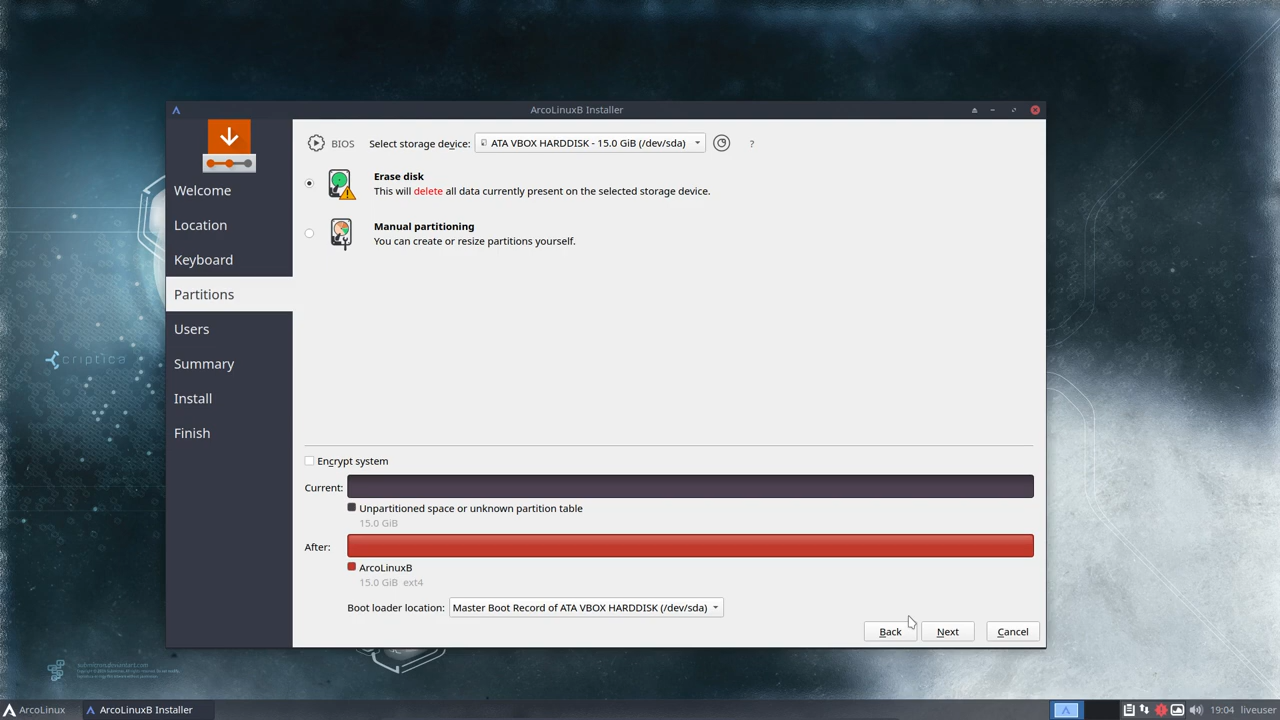 ArcoLinuxB Installer
BIOS Select storage device: ATA VBOX HARDDISK - 15.0 GiB (/dev/sda) ?
Welcome
Location
Keyboard
Partitions
Users
Summary
Install
Finish
Erase disk
This will delete all data currently present on the selected storage device.
Manual partitioning
You can create or resize partitions yourself.
Encrypt system
Current:
Unpartitioned space or unknown partition table
15.0 GiB
After:
ArcoLinuxB
15.0 GiB ext4
Boot loader location: Master Boot Record of ATA VBOX HARDDISK (/dev/sda)
Back Next Cancel
criptica
ArcoLinux ArcoLinuxB Installer 19:04 liveuser